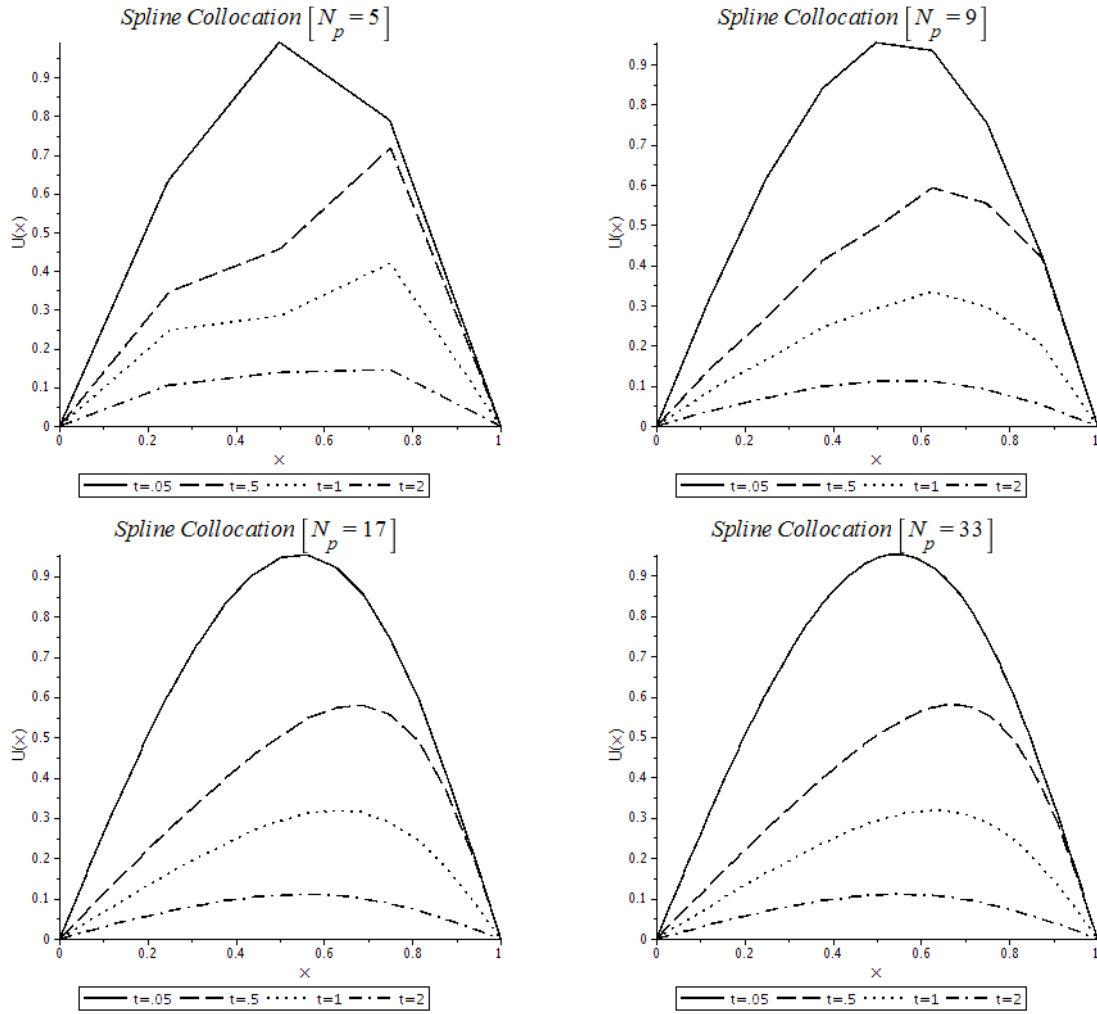 Spline Collocation [N_p = 5]
0.9
0.8
0.7
0.6
U(x)
0.5
0.4
0.3
0.2
0.1
0
0 0.2 0.4 0.6 0.8 1
x
t=.05 t=.5 t=1 t=2
Spline Collocation [N_p = 9]
0.9
0.8
0.7
0.6
U(x)
0.5
0.4
0.3
0.2
0.1
0
0 0.2 0.4 0.6 0.8 1
x
t=.05 t=.5 t=1 t=2
Spline Collocation [N_p = 17]
0.9
0.8
0.7
0.6
U(x)
0.5
0.4
0.3
0.2
0.1
0
0 0.2 0.4 0.6 0.8 1
x
t=.05 t=.5 t=1 t=2
Spline Collocation [N_p = 33]
0.9
0.8
0.7
0.6
U(x)
0.5
0.4
0.3
0.2
0.1
0
0 0.2 0.4 0.6 0.8 1
x
t=.05 t=.5 t=1 t=2